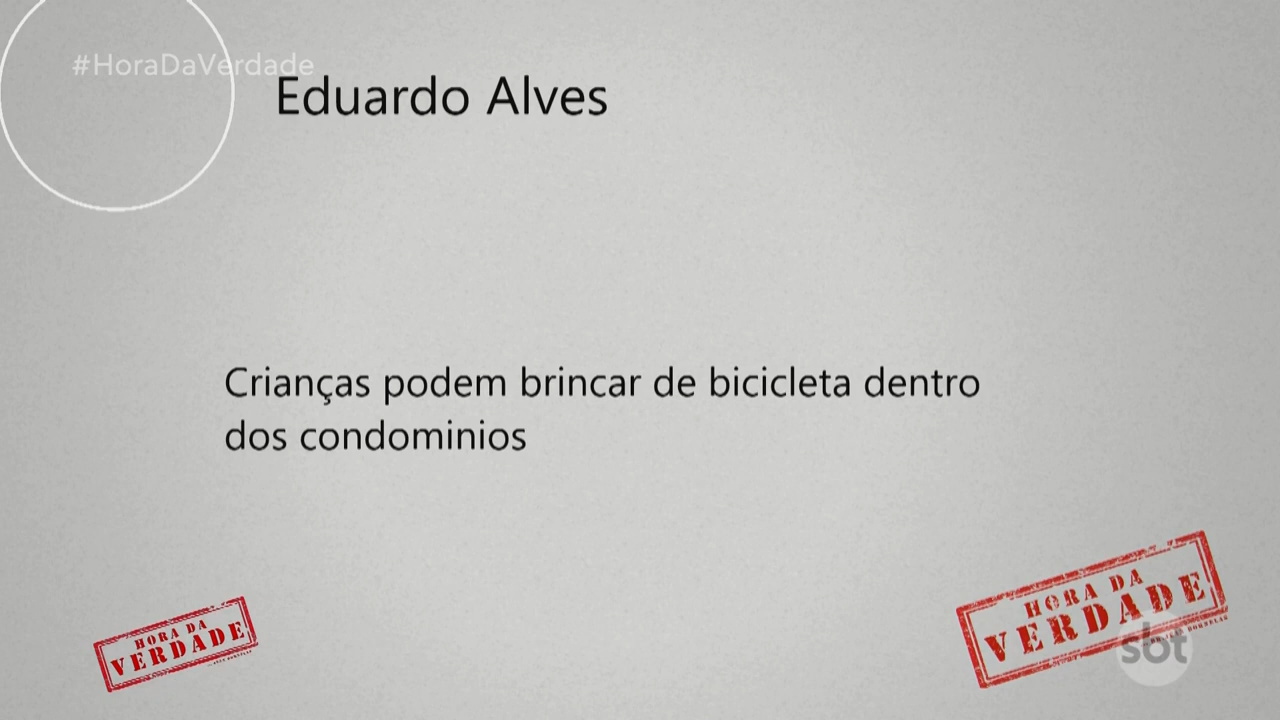 #HoraDaVerdade
Eduardo Alves
Crianças podem brincar de bicicleta dentro
dos condominios
HORA DA
VERDADE
HORA DA
VERDADE
sbt